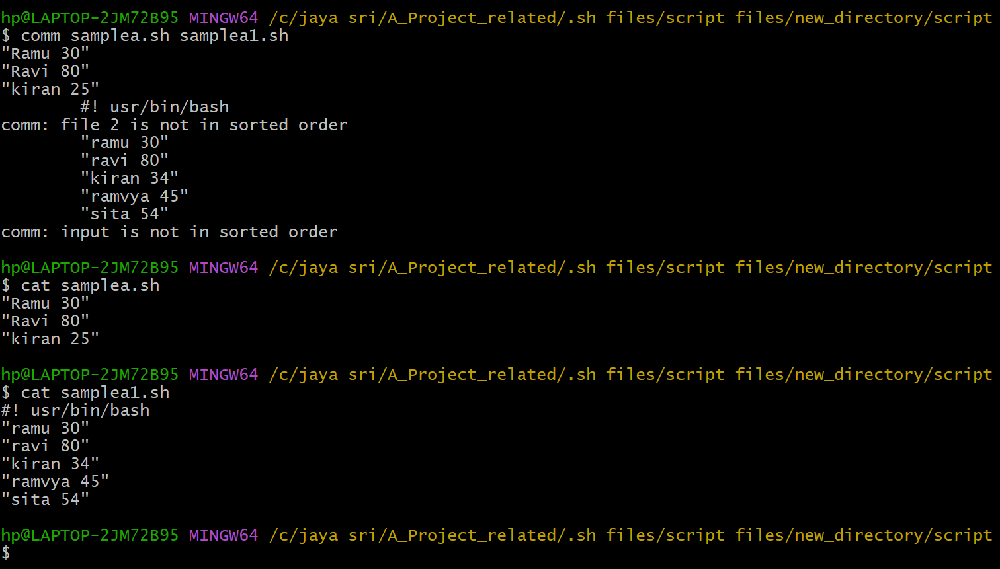 hp@LAPTOP-2JM72B95 MINGW64 /c/jaya sri/A_Project_related/.sh files/script files/new_directory/script
$ comm samplea.sh samplea1.sh
"Ramu 30"
"Ravi 80"
"kiran 25"
#! usr/bin/bash
comm: file 2 is not in sorted order
"ramu 30"
"ravi 80"
"kiran 34"
"ramvya 45"
"sita 54"
comm: input is not in sorted order
hp@LAPTOP-2JM72B95 MINGW64 /c/jaya sri/A_Project_related/.sh files/script files/new_directory/script
$ cat samplea.sh
"Ramu 30"
"Ravi 80"
"kiran 25"
hp@LAPTOP-2JM72B95 MINGW64 /c/jaya sri/A_Project_related/.sh files/script files/new_directory/script
$ cat samplea1.sh
#! usr/bin/bash
"ramu 30"
"ravi 80"
"kiran 34"
"ramvya 45"
"sita 54"
hp@LAPTOP-2JM72B95 MINGW64 /c/jaya sri/A_Project_related/.sh files/script files/new_directory/script
$